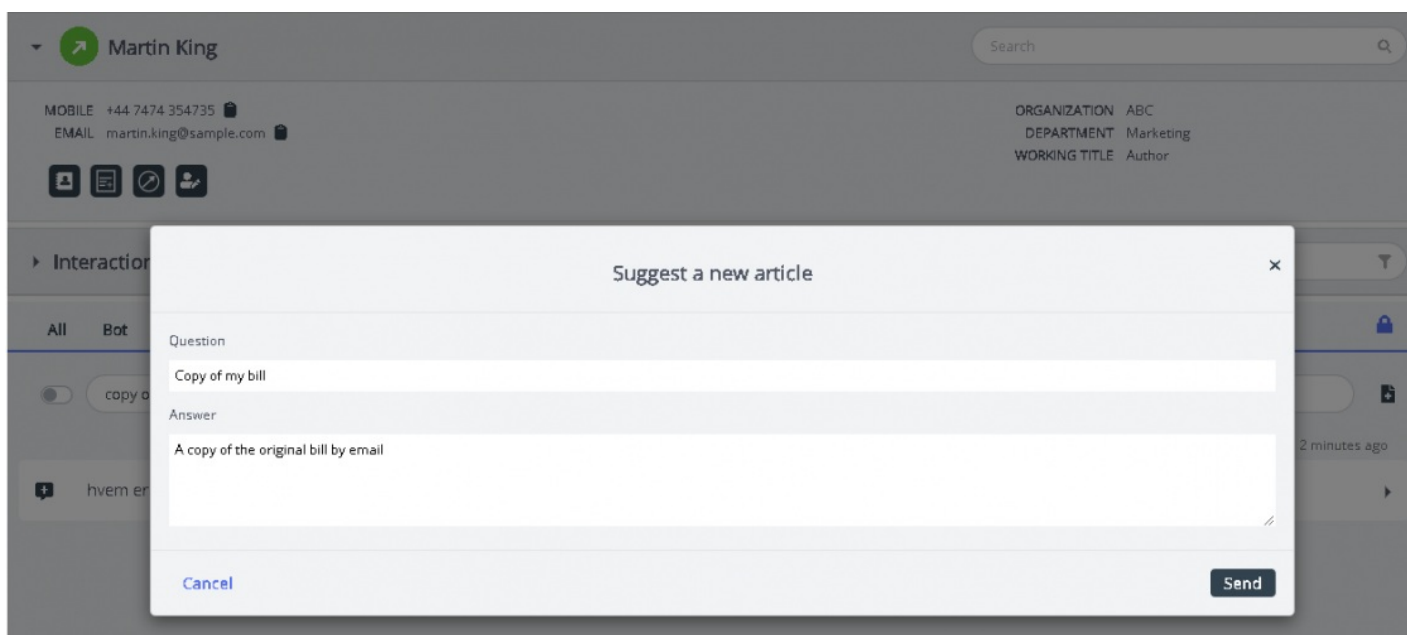 Martin King
Search
MOBILE +44 7474 354735
EMAIL martin.king@sample.com
ORGANIZATION ABC
DEPARTMENT Marketing
WORKING TITLE Author
Interaction
Suggest a new article
×
All Bot
Question
Copy of my bill
copy o
Answer
A copy of the original bill by email
2 minutes ago
hvem er
Cancel
Send